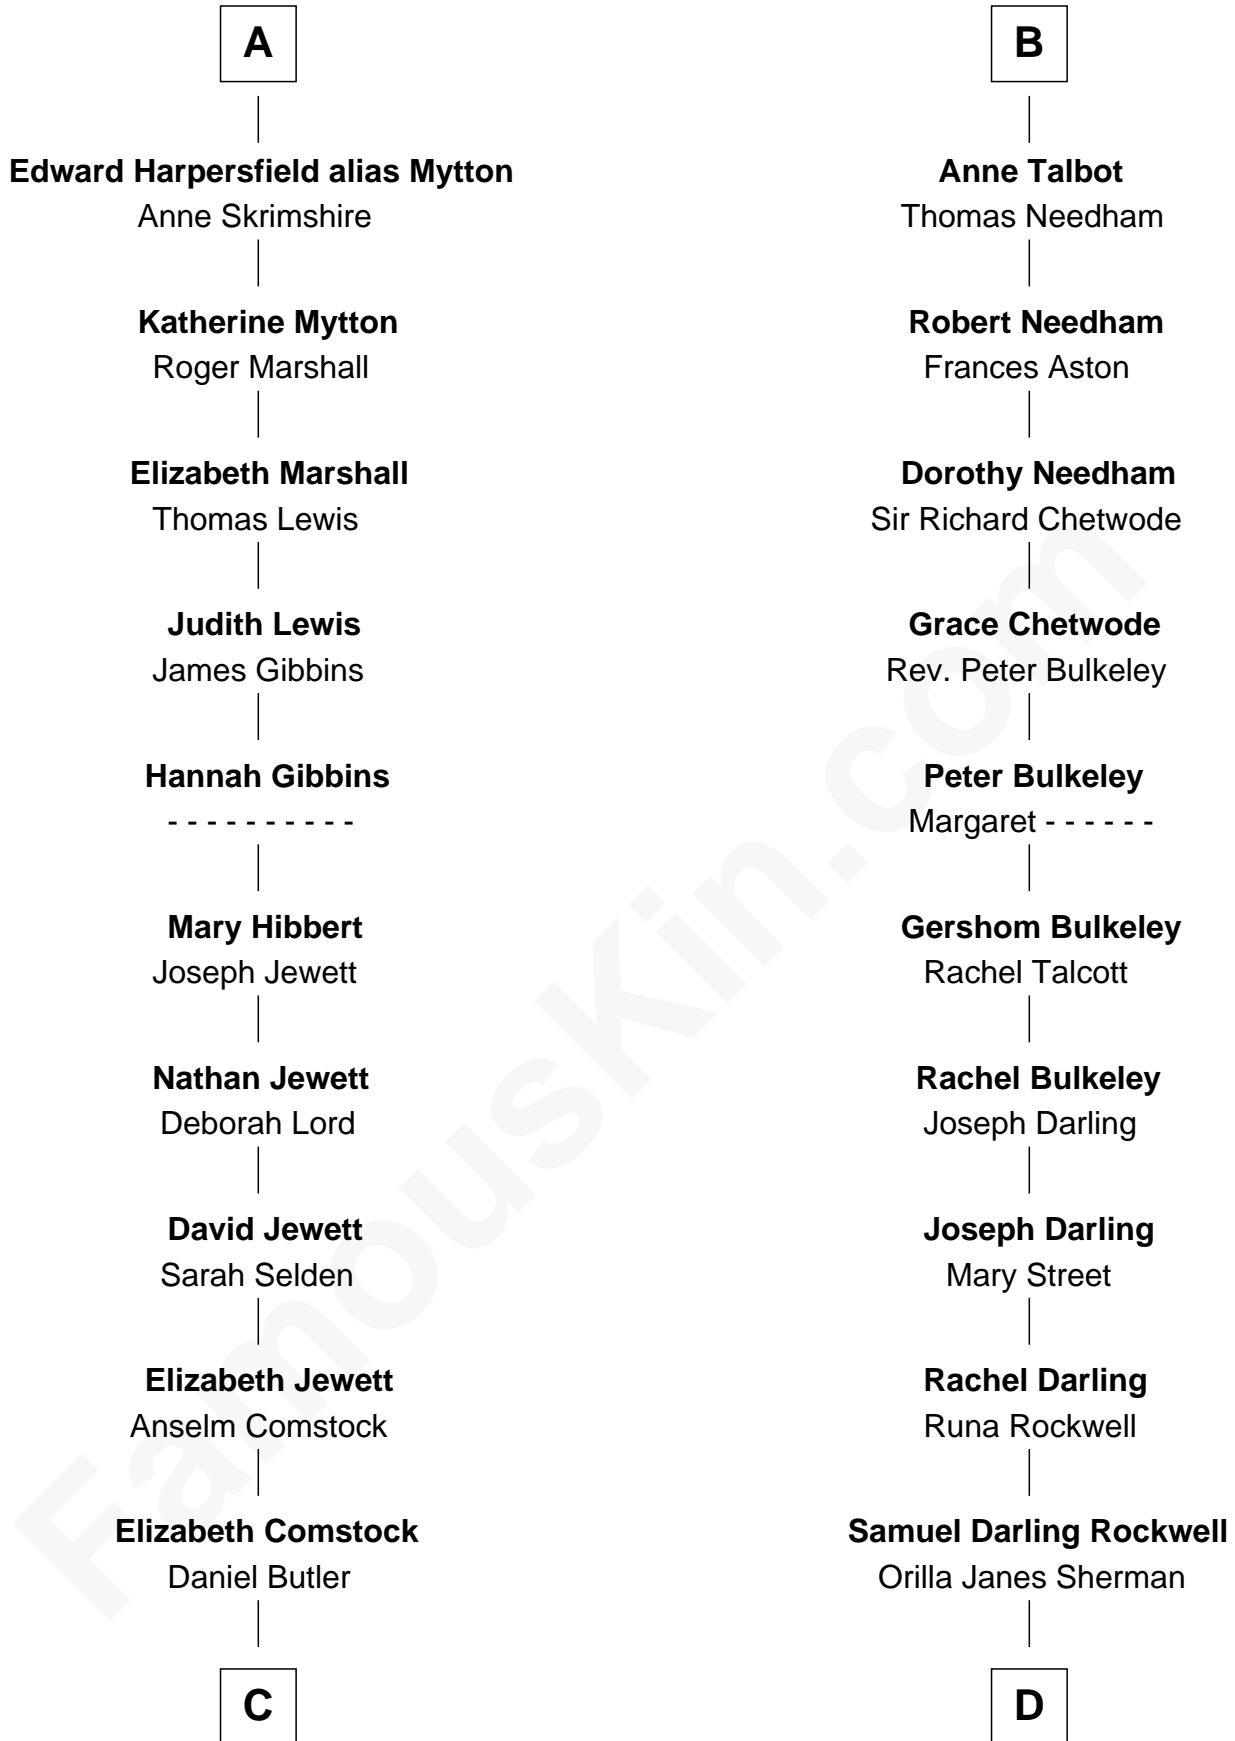 A
Edward Harpersfield alias Mytton
Anne Skrimshire
Katherine Mytton
Roger Marshall
Elizabeth Marshall
Thomas Lewis
Judith Lewis
James Gibbins
Hannah Gibbins
- - - - - - - - - -
Mary Hibbert
Joseph Jewett
Nathan Jewett
Deborah Lord
David Jewett
Sarah Selden
Elizabeth Jewett
Anselm Comstock
Elizabeth Comstock
Daniel Butler
C
B
Anne Talbot
Thomas Needham
Robert Needham
Frances Aston
Dorothy Needham
Sir Richard Chetwode
Grace Chetwode
Rev. Peter Bulkeley
Peter Bulkeley
Margaret - - - - - -
Gershom Bulkeley
Rachel Talcott
Rachel Bulkeley
Joseph Darling
Joseph Darling
Mary Street
Rachel Darling
Runa Rockwell
Samuel Darling Rockwell
Orilla Janes Sherman
D
FamousKin.com